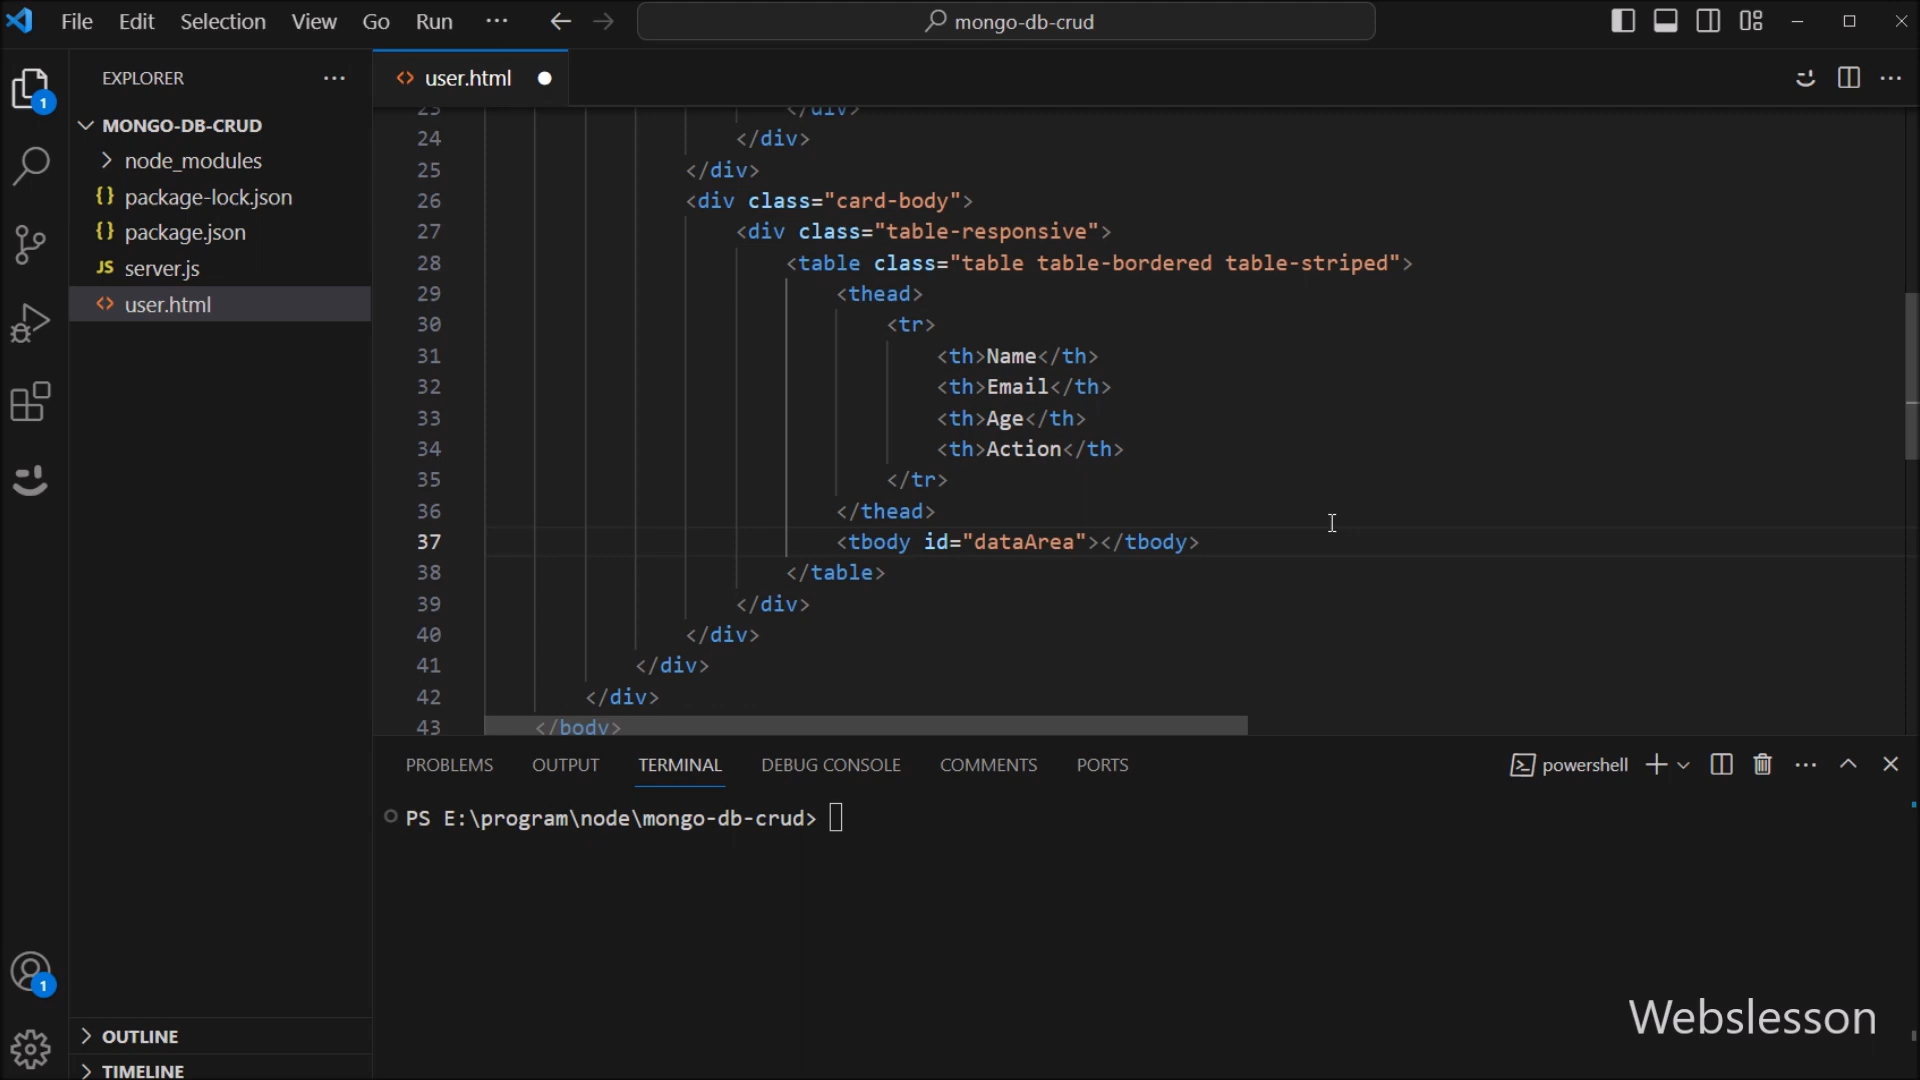 File Edit Selection View Go Run ··· mongo-db-crud
EXPLORER ···
user.html
MONGO-DB-CRUD
node_modules
{} package-lock.json
{} package.json
JS server.js
<> user.html
1
1
23 </div>
24 </div>
25 </div>
26 <div class="card-body">
27 <div class="table-responsive">
28 <table class="table table-bordered table-striped">
29 <thead>
30 <tr>
31 <th>Name</th>
32 <th>Email</th>
33 <th>Age</th>
34 <th>Action</th>
35 </tr>
36 </thead>
37 <tbody id="dataArea"></tbody>
38 </table>
39 </div>
40 </div>
41 </div>
42 </div>
43 </body>
PROBLEMS OUTPUT TERMINAL DEBUG CONSOLE COMMENTS PORTS powershell
PS E:\program\node\mongo-db-crud>
OUTLINE
TIMELINE
Webslesson